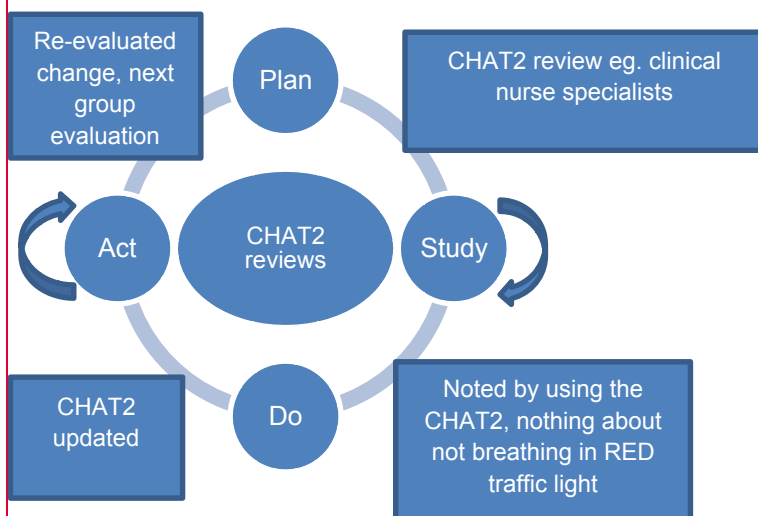 Re-evaluated
change, next
group
evaluation
Plan
CHAT2 review eg. clinical
nurse specialists
Act
CHAT2
reviews
Study
CHAT2
updated
Do
Noted by using the
CHAT2, nothing about
not breathing in RED
traffic light